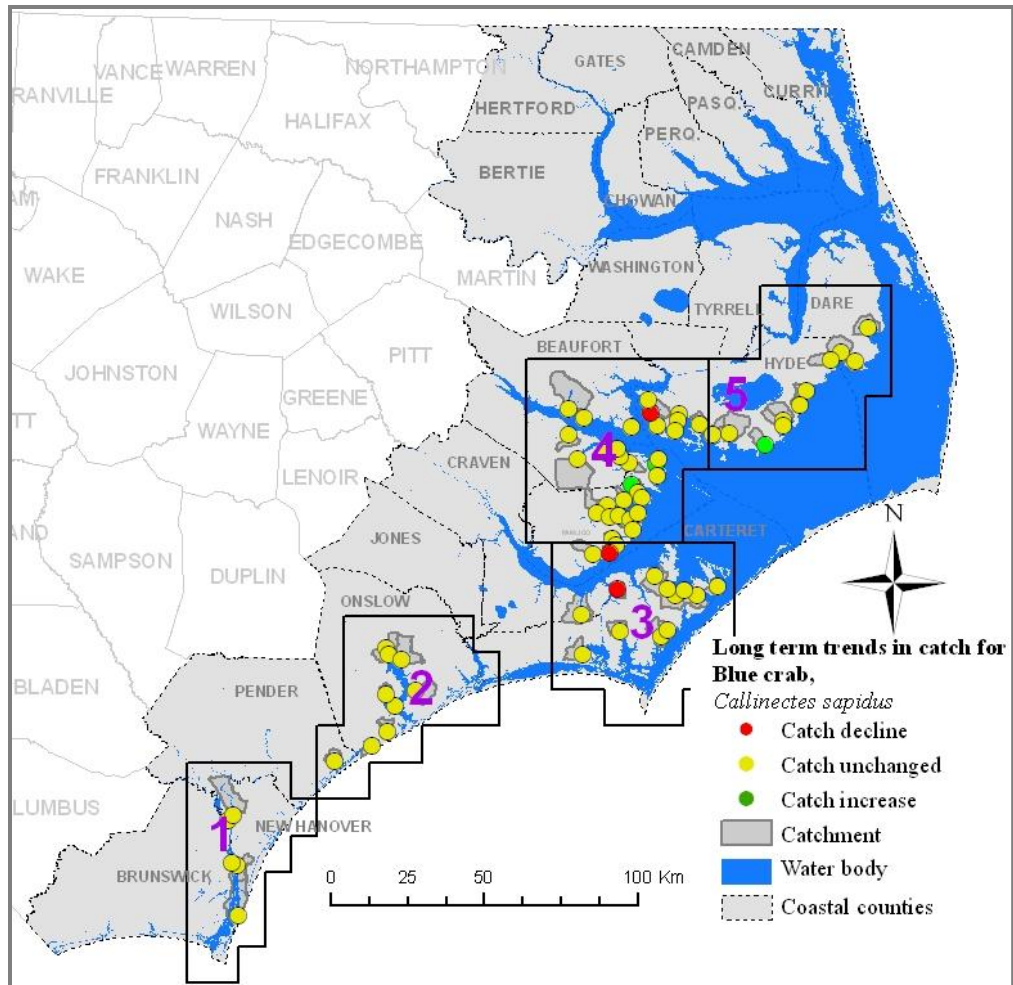 CAMDEN
VANCE
WARREN
NORTHAMPTON
GATES
RANVILLE
CURRIT
HERTFORD
PASQ.
HALIFAX
PERQ.
FRANKLIN
BERTIE
AM
NASH
CHOWAN
EDGECOMBE
WAKE
MARTIN
WASHINGTON
WILSON
TYRRELL
DARE
PITT
BEAUFORT
HYDE
JOHNSTON
5
GREENE
TT
WAYNE
4
CRAVEN
LENOIR
N
CARTERET
SAMPSON
JONES
DUPLIN
ONSLOW
3
Long term trends in catch for
Blue crab,
Callinectes sapidus
BLADEN
PENDER
2
Catch decline
Catch unchanged
LUMBUS
Catch increase
1
NEW HANOVER
Catchment
BRUNSWICK
0 25 50 100 Km
Water body
Coastal counties